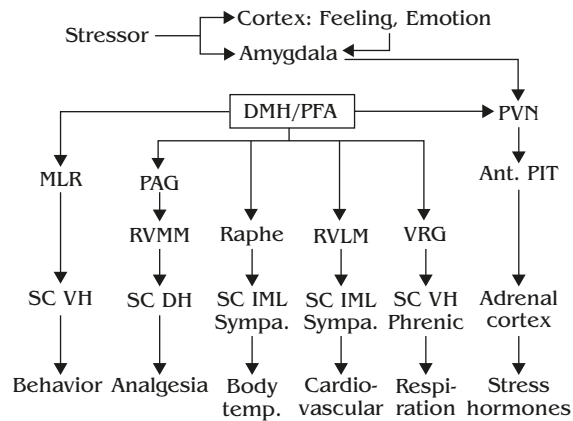 Cortex: Feeling, Emotion
Stressor
Amygdala
DMH/PFA
PVN
MLR
PAG
Ant. PIT
RVMM
Raphe
RVLM
VRG
SC VH
SC DH
SC IML
Sympa.
SC IML
Sympa.
SC VH
Phrenic
Adrenal
cortex
Behavior
Analgesia
Body
temp.
Cardio-
vascular
Respi-
ration
Stress
hormones